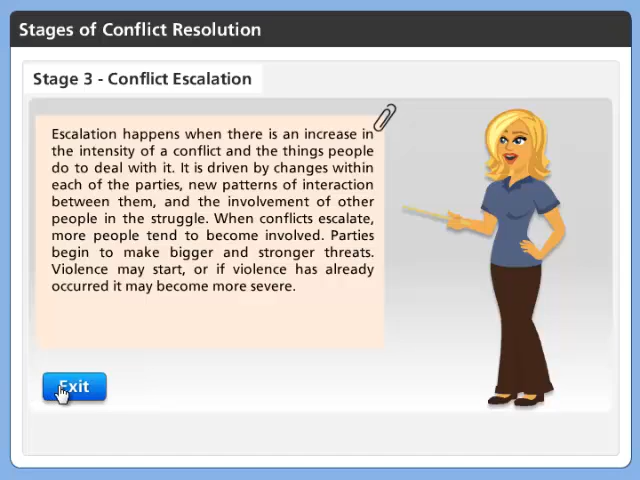 Stages of Conflict Resolution
Stage 3 - Conflict Escalation
Escalation happens when there is an increase in
the intensity of a conflict and the things people
do to deal with it. It is driven by changes within
each of the parties, new patterns of interaction
between them, and the involvement of other
people in the struggle. When conflicts escalate,
more people tend to become involved. Parties
begin to make bigger and stronger threats.
Violence may start, or if violence has already
occurred it may become more severe.
Exit